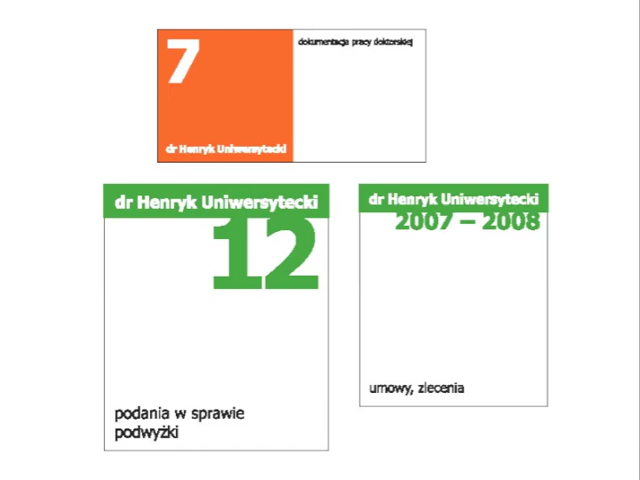 7
dokumentacja pracy doktorskiej
dr Henryk Uniwersytecki
dr Henryk Uniwersytecki
12
podania w sprawie
podwyżki
dr Henryk Uniwersytecki
2007 – 2008
umowy, zlecenia